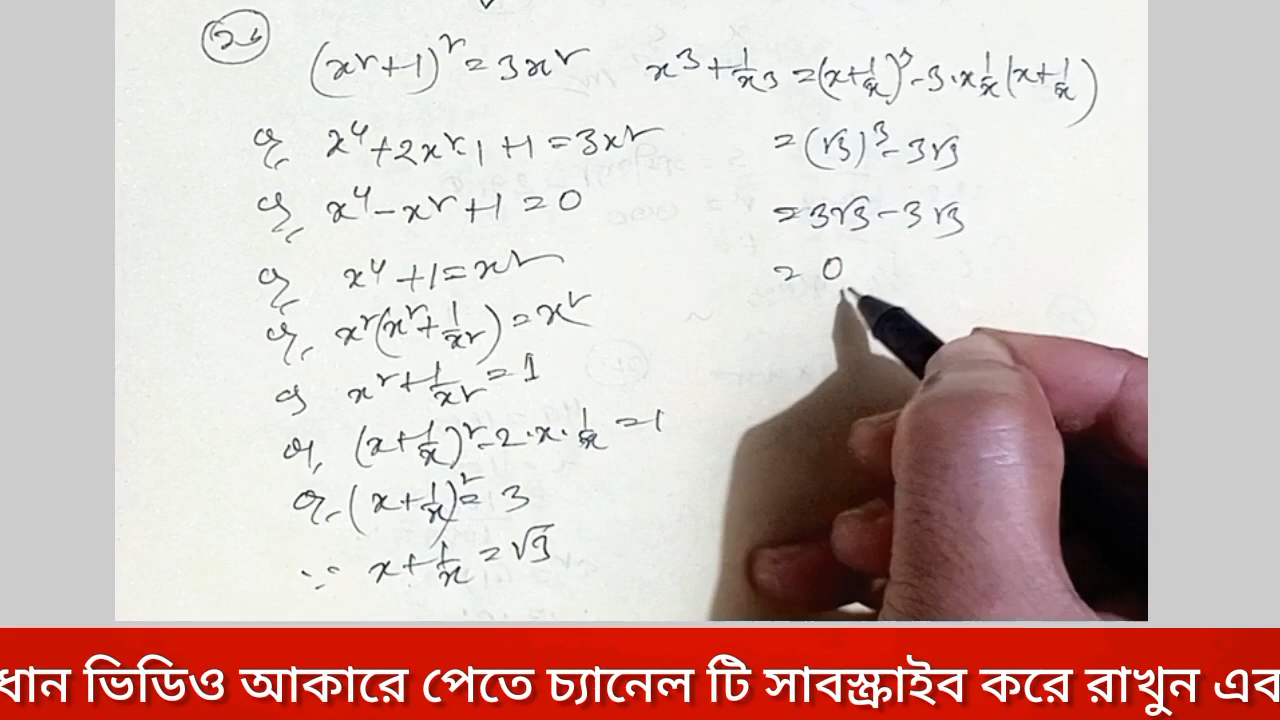 ২৬
(x²+1)² = 3x²
বা, x⁴+2x².1+1=3x²
বা, x⁴-x²+1=0
বা, x⁴+1=x²
বা, x²(x²+1/x²)=x²
বা x²+1/x²=1
বা, (x+1/x)²-2.x.1/x=1
বা, (x+1/x)²=3
∴ x+1/x=√3
x³+1/x³=(x+1/x)³-3.x1/x(x+1/x)
=(√3)³-3√3
=3√3-3√3
= 0
ধান ভিডিও আকারে পেতে চ্যানেল টি সাবস্ক্রাইব করে রাখুন এব